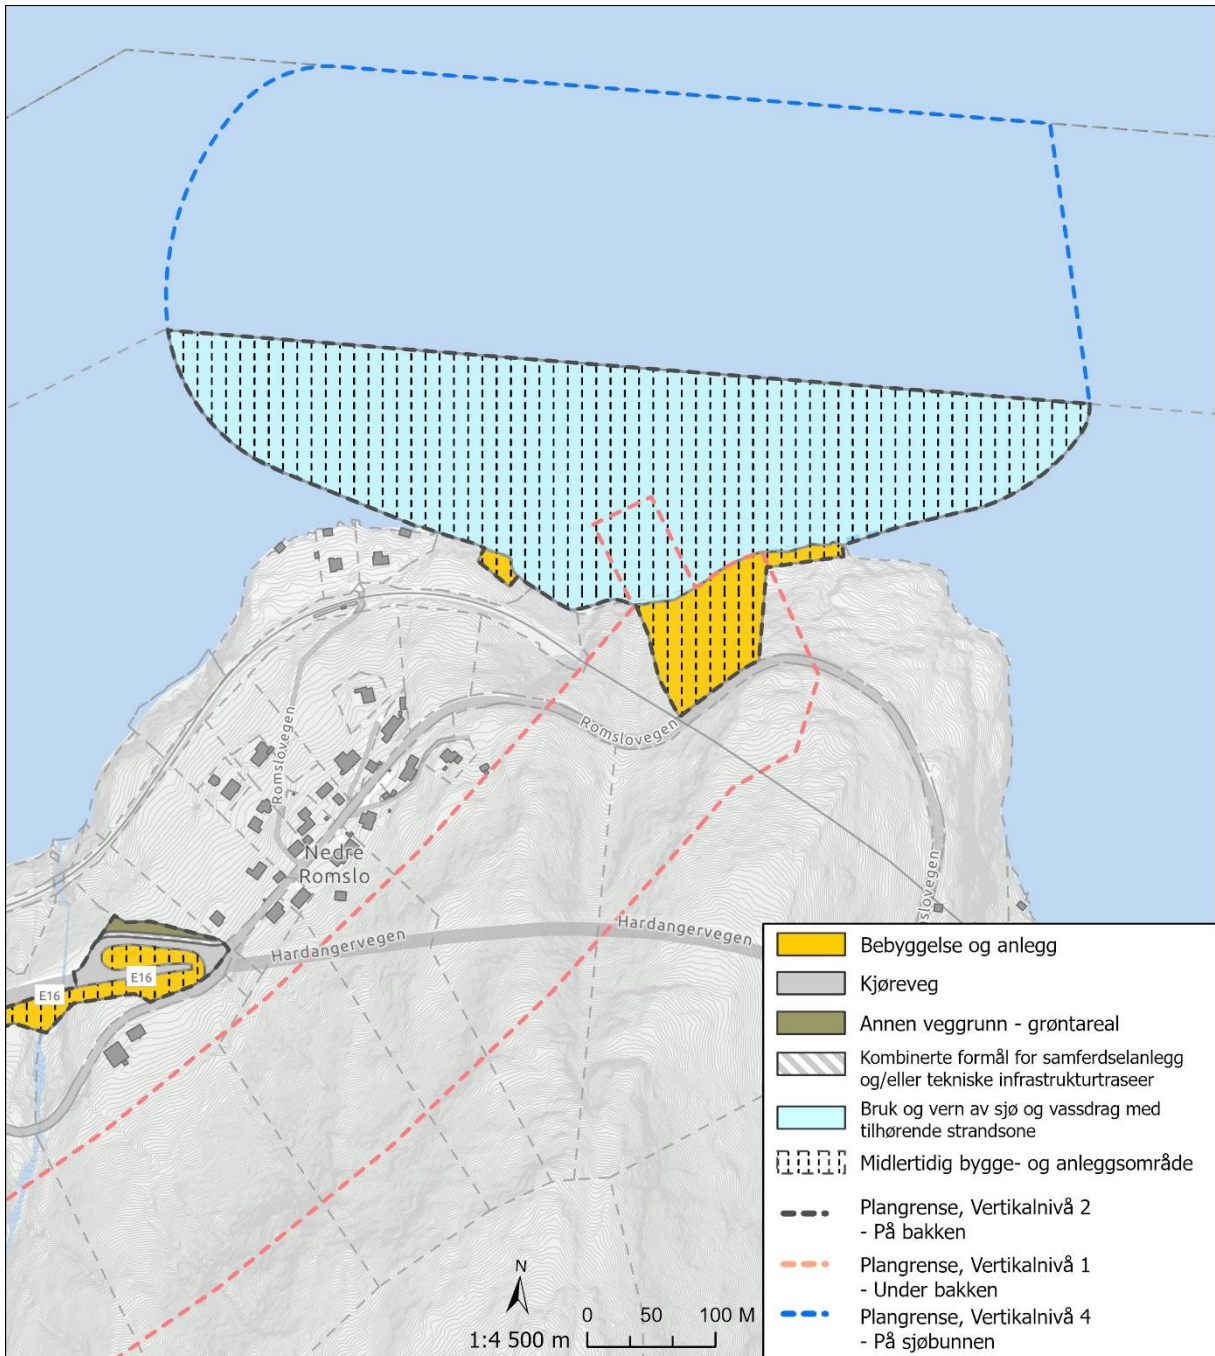 Romslovegen
Romslovegen
Nedre
Romslo
Hardangervegen
Hardangervegen
slovegen
E16
E16
Bebyggelse og anlegg
Kjøreveg
Annen veggrunn - grøntareal
Kombinerte formål for samferdselanlegg
og/eller tekniske infrastrukturtraseer
Bruk og vern av sjø og vassdrag med
tilhørende strandsone
Midlertidig bygge- og anleggsområde
Plangrense, Vertikalnivå 2
- På bakken
Plangrense, Vertikalnivå 1
- Under bakken
Plangrense, Vertikalnivå 4
- På sjøbunnen
N
0 50 100 M
1:4 500 m